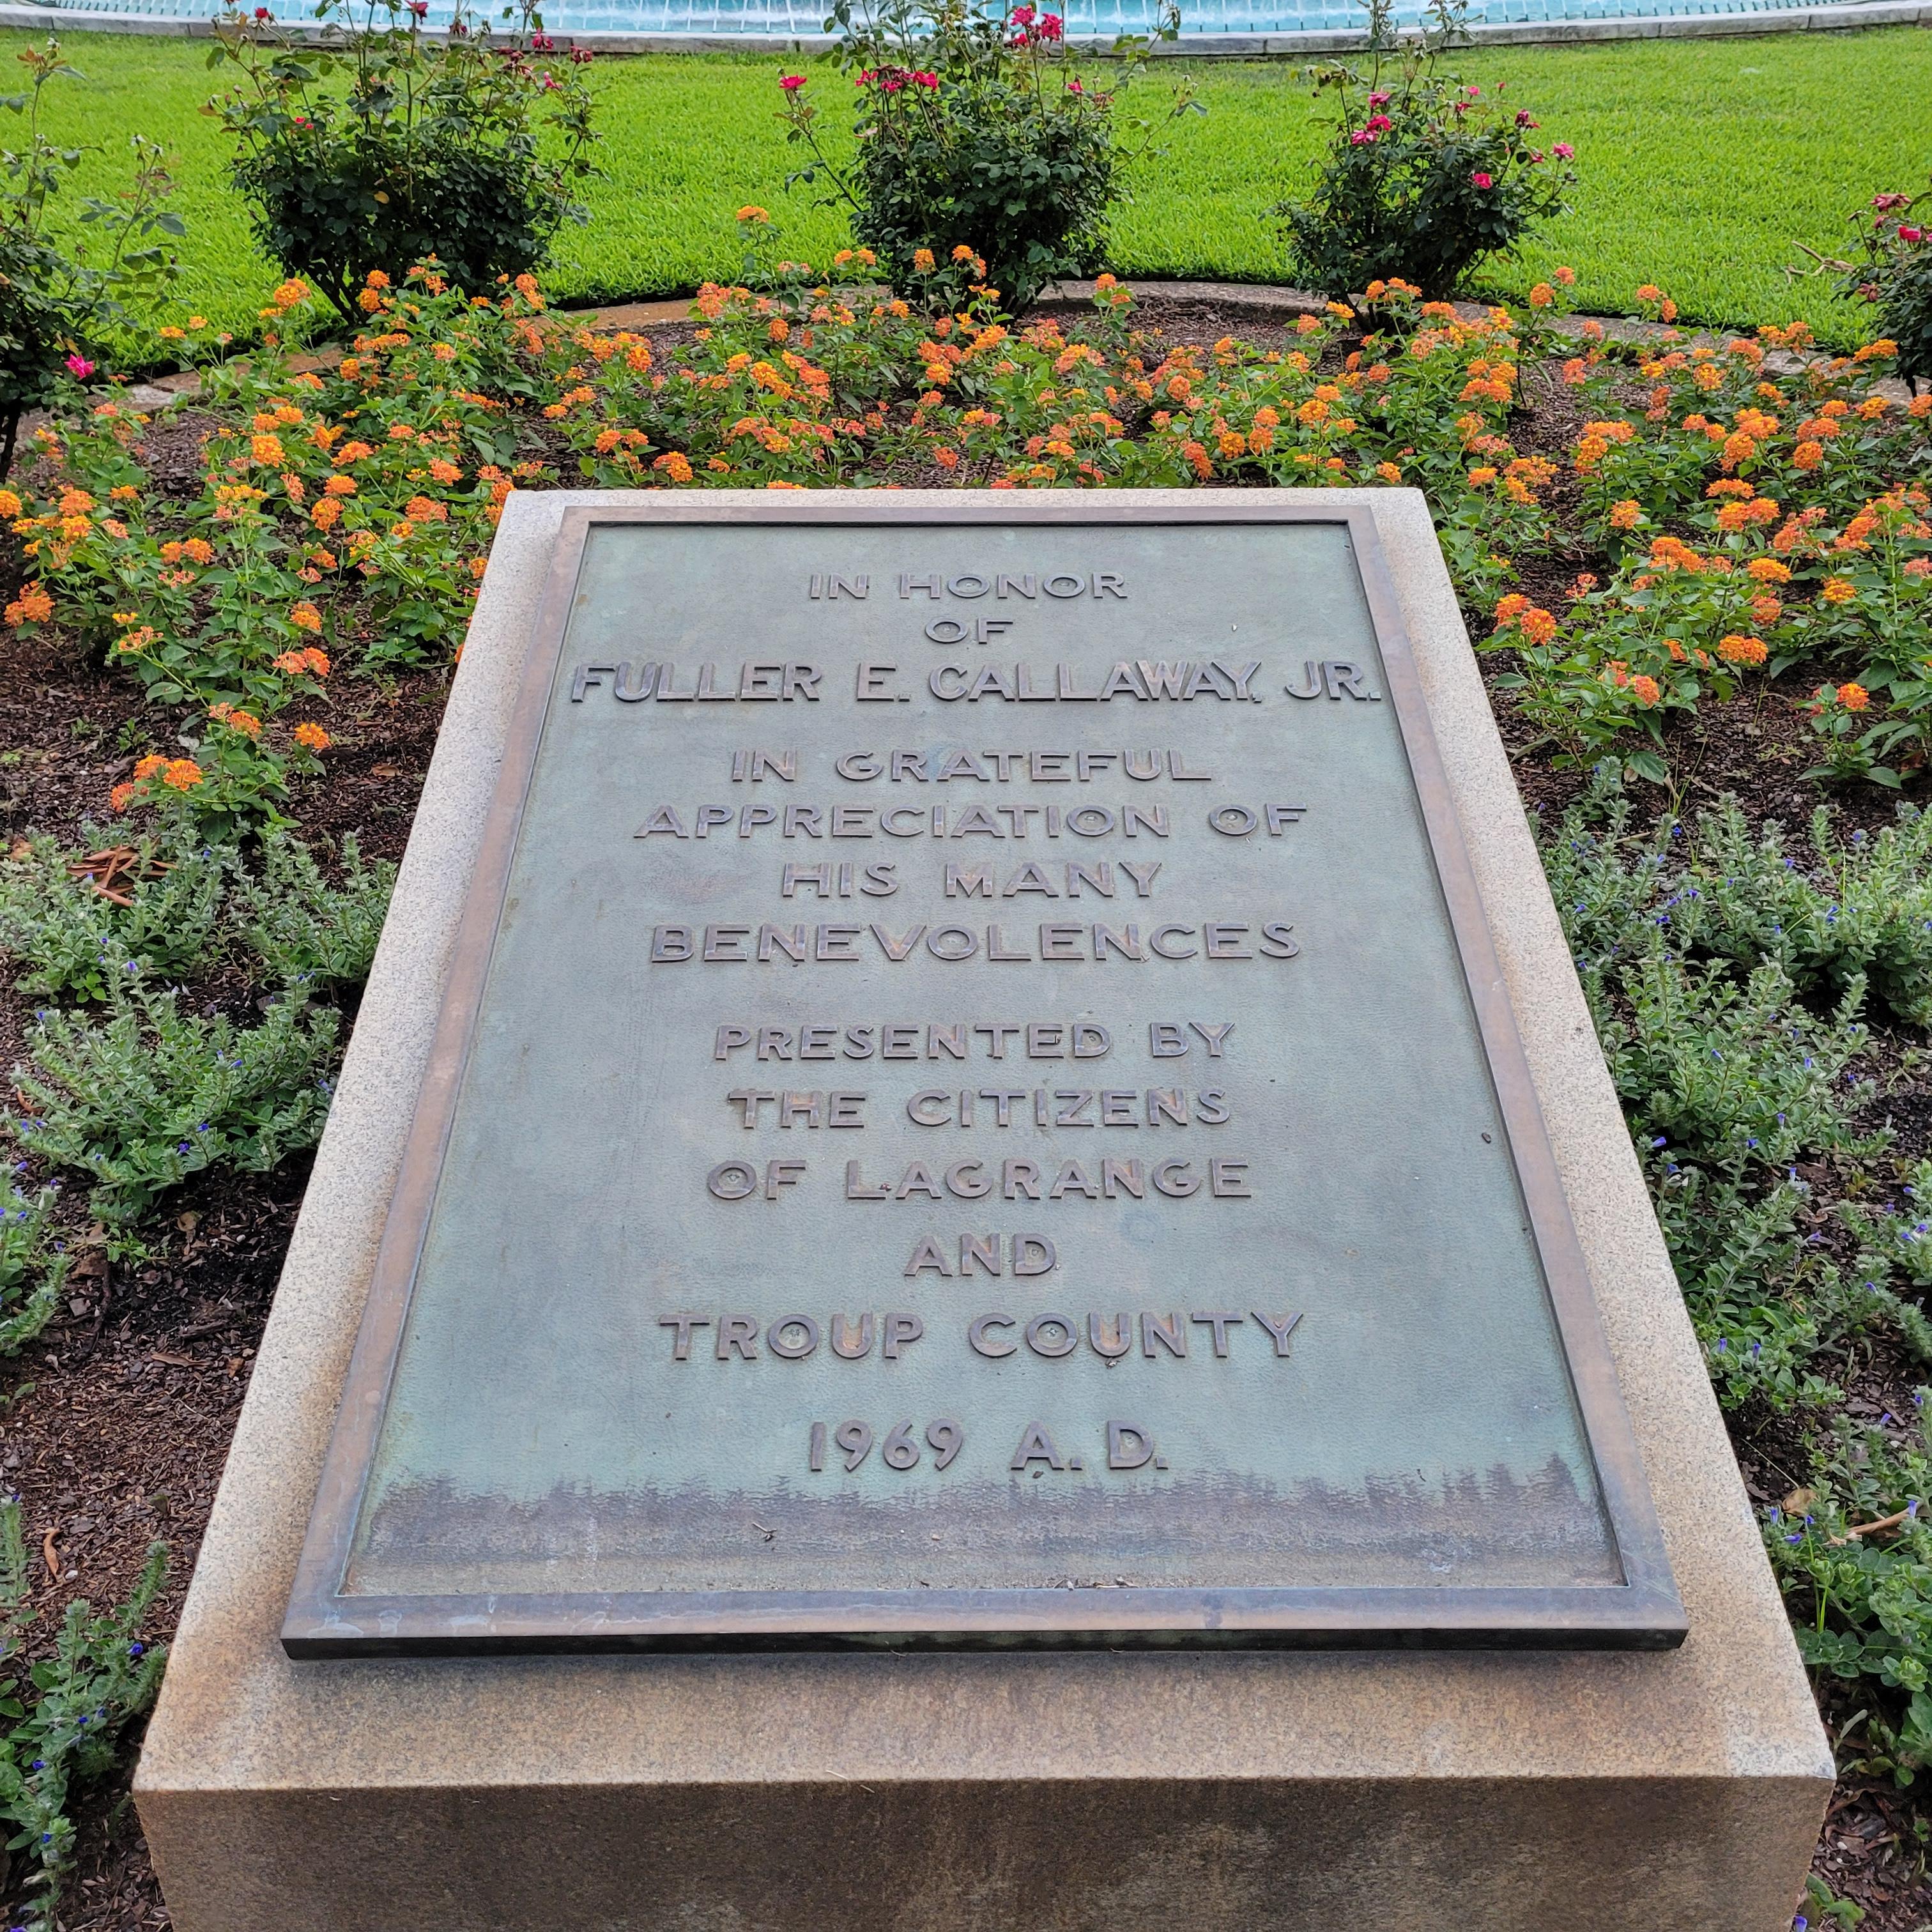 IN HONOR
OF
FULLER E. CALLAWAY, JR.
IN GRATEFUL
APPRECIATION OF
HIS MANY
BENEVOLENCES
PRESENTED BY
THE CITIZENS
OF LAGRANGE
AND
TROUP COUNTY
1969 A. D.